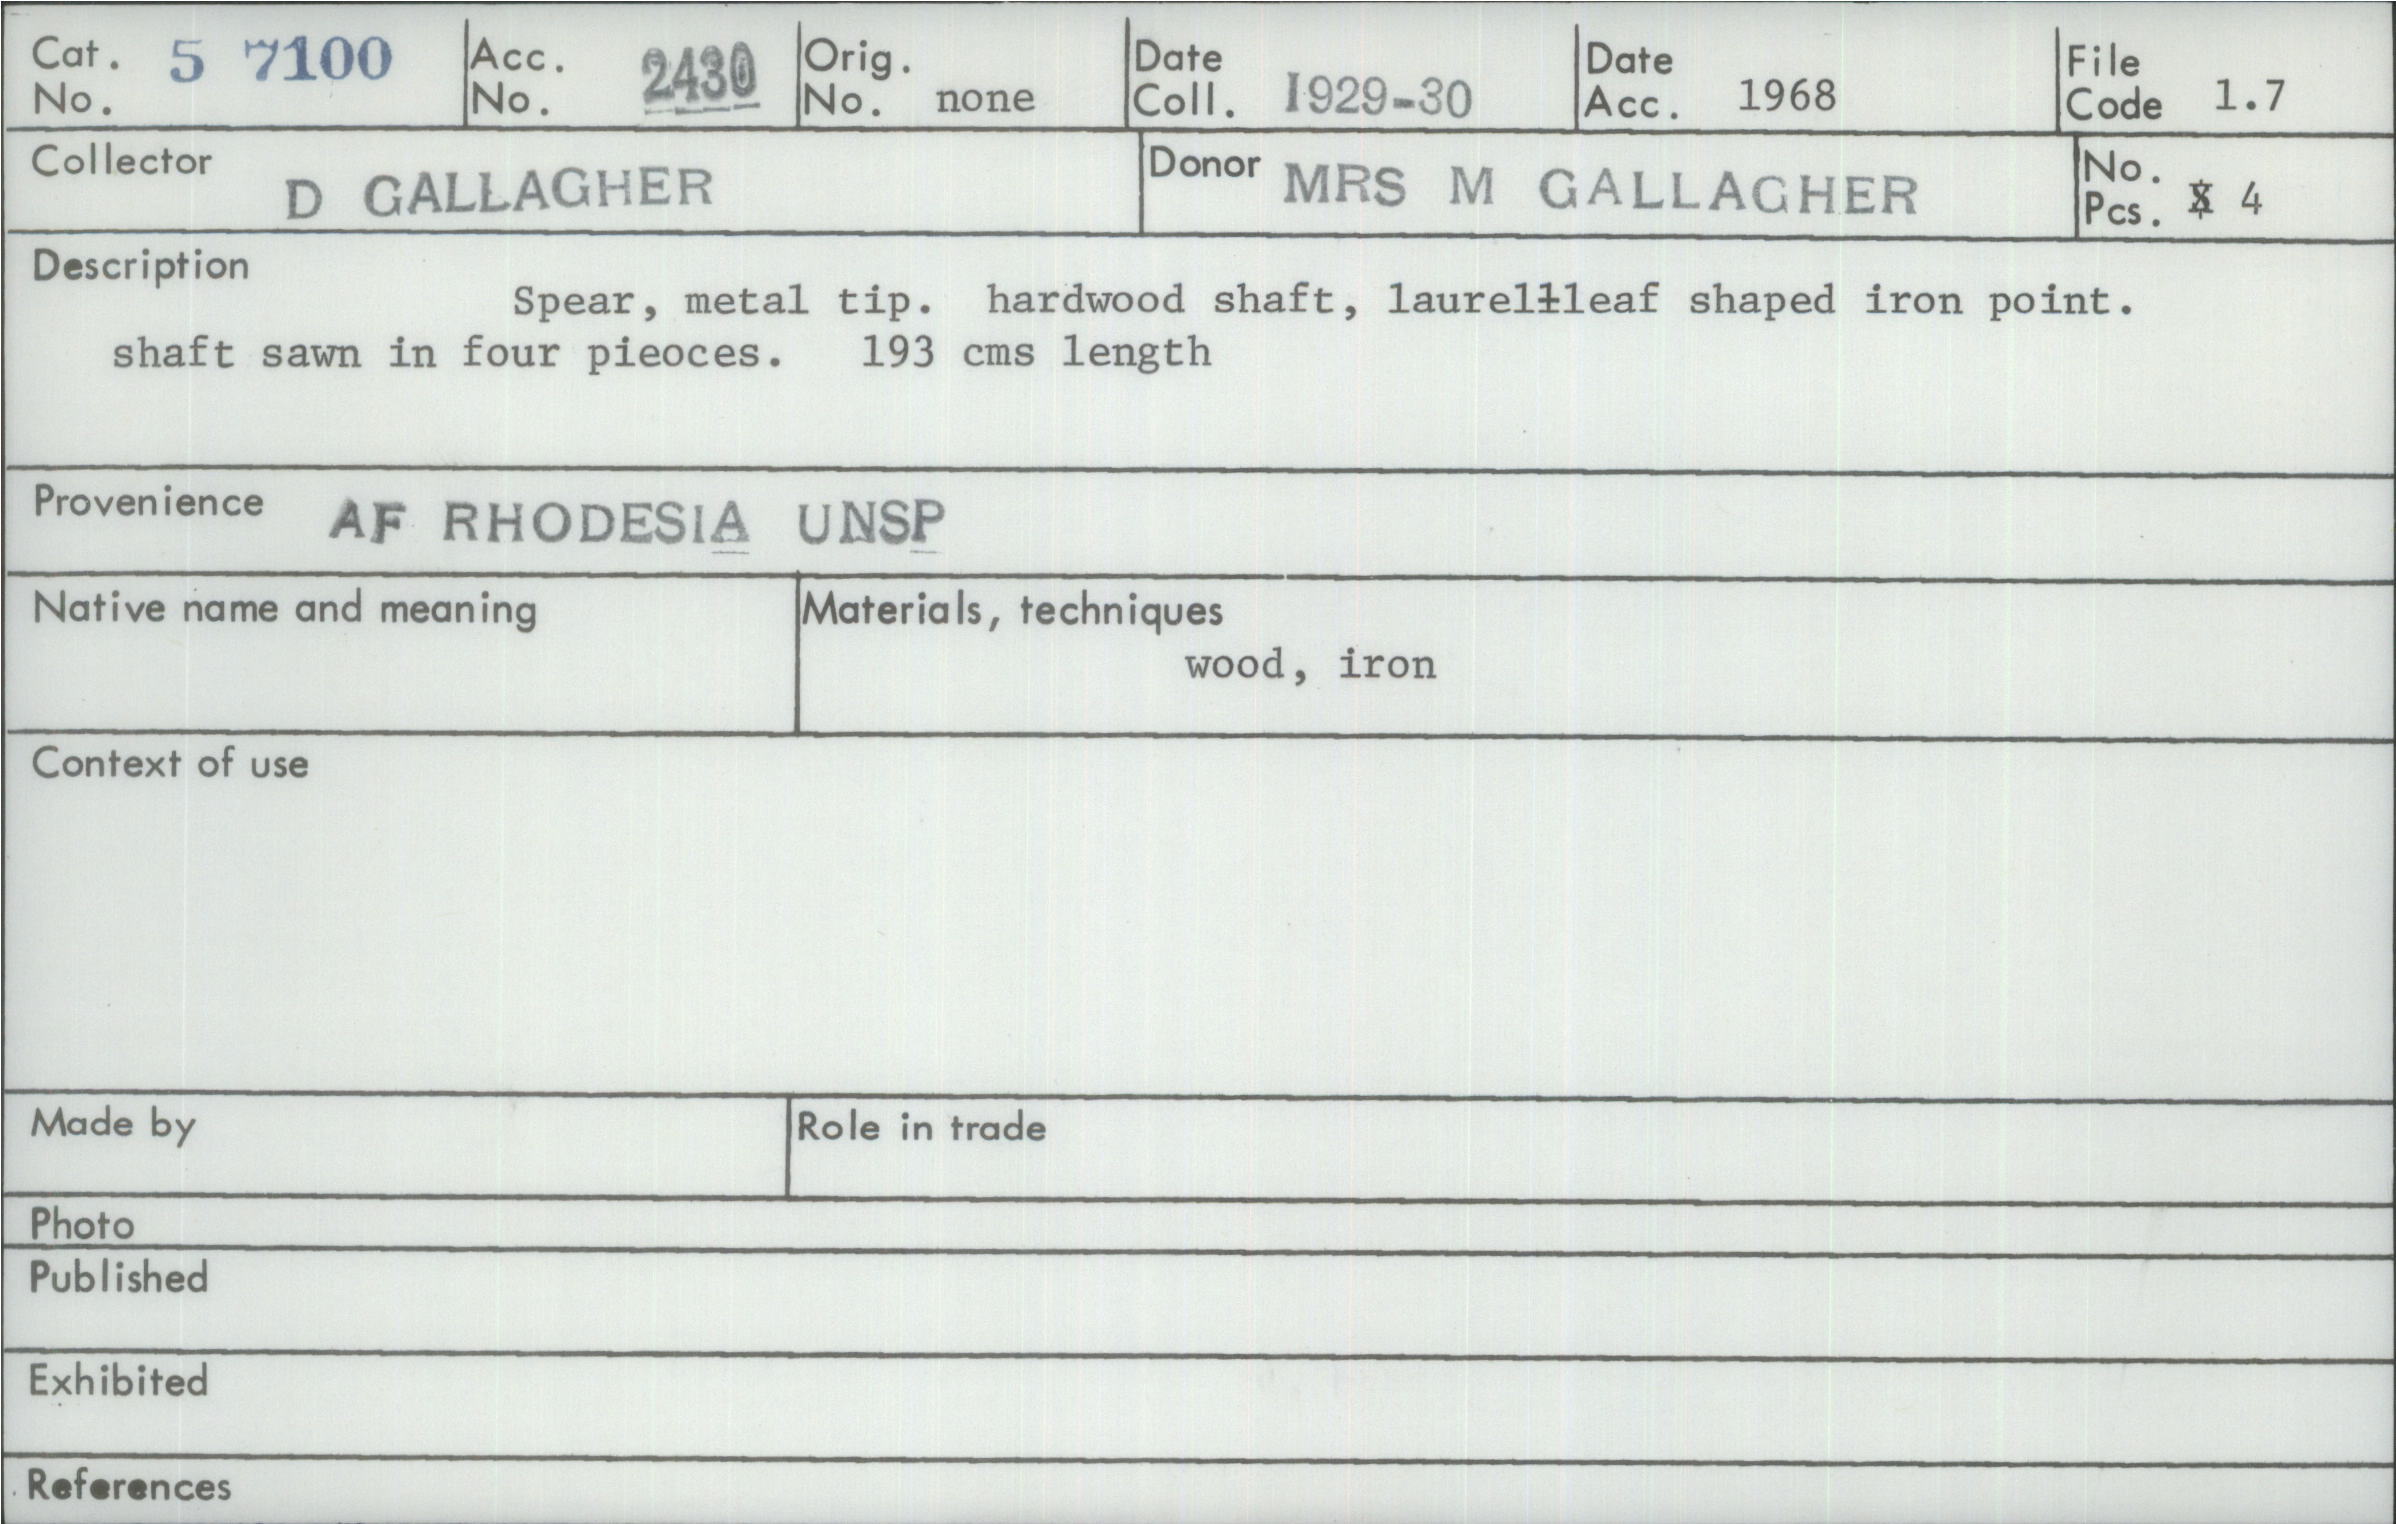 Cat. No. 5 7100
Acc. No. 2430
Orig. No. none
Date Coll. 1929-30
Date Acc. 1968
File Code 1.7
Collector D GALLAGHER
Donor MRS M GALLAGHER
No. Pcs. 4
Description
Spear, metal tip. hardwood shaft, laurel-leaf shaped iron point.
shaft sawn in four pieoces. 193 cms length
Provenience AF RHODESIA UNSP
Native name and meaning
Materials, techniques
wood, iron
Context of use
Made by
Role in trade
Photo
Published
Exhibited
References